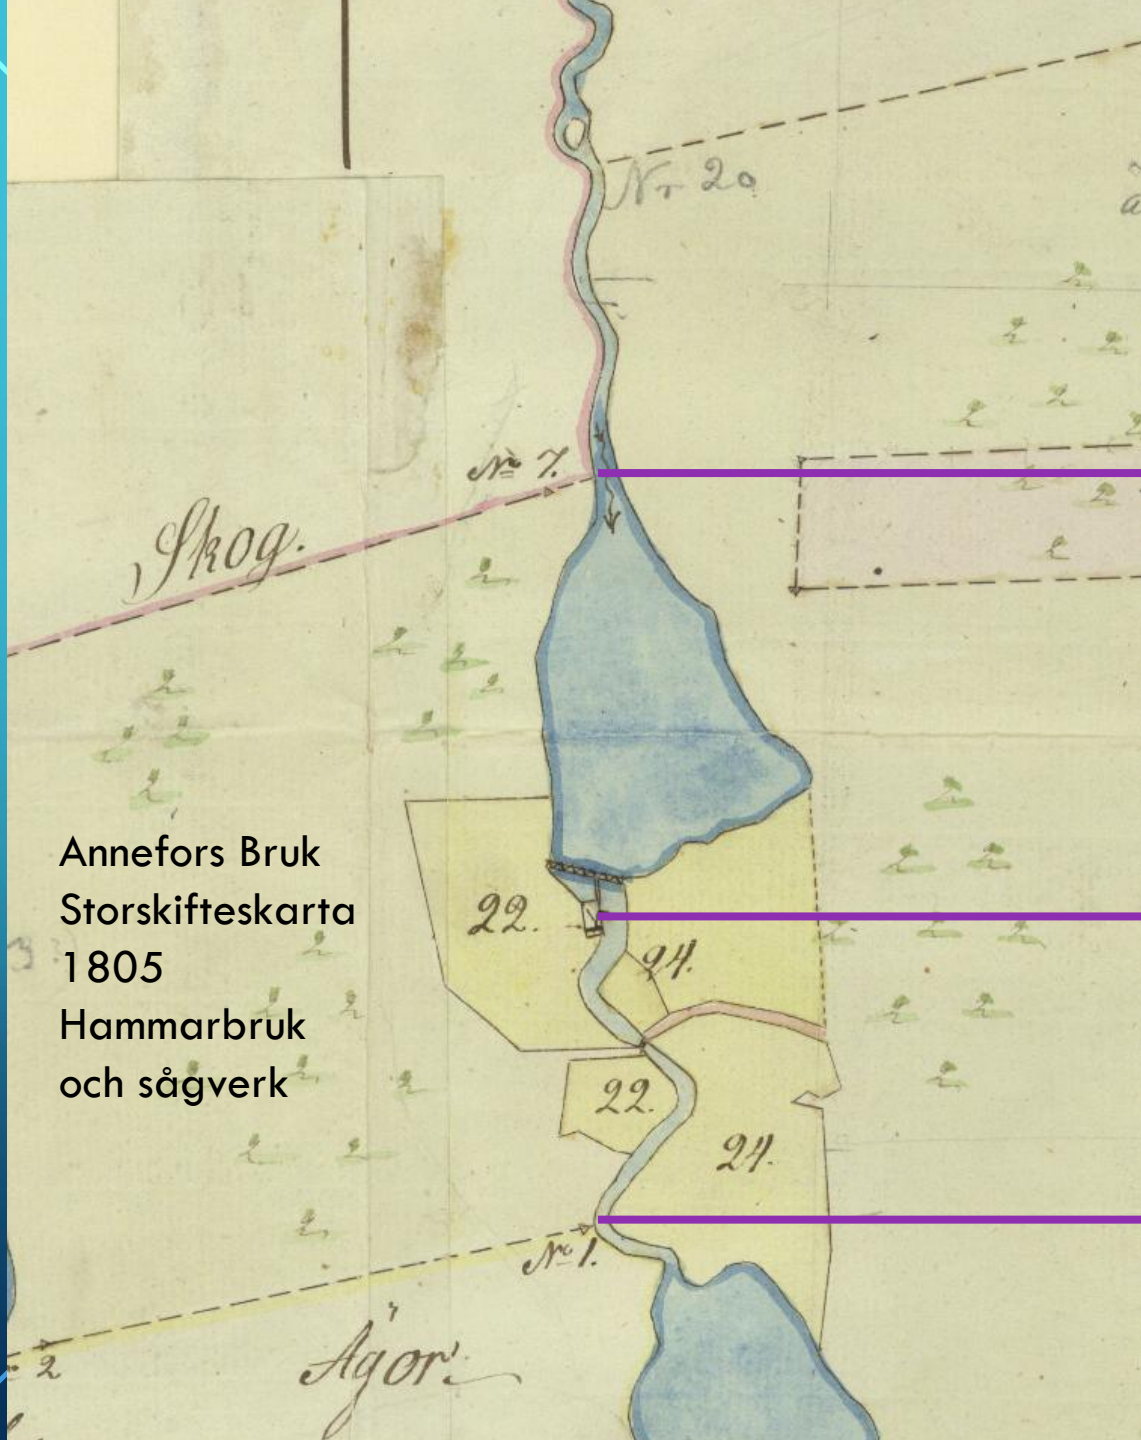 Nr 20
a
Nº 7.
Skog.
Annefors Bruk
Storskifteskarta
1805
Hammarbruk
och sågverk
22.
24.
22.
24.
Nº 1.
2
Ägor.